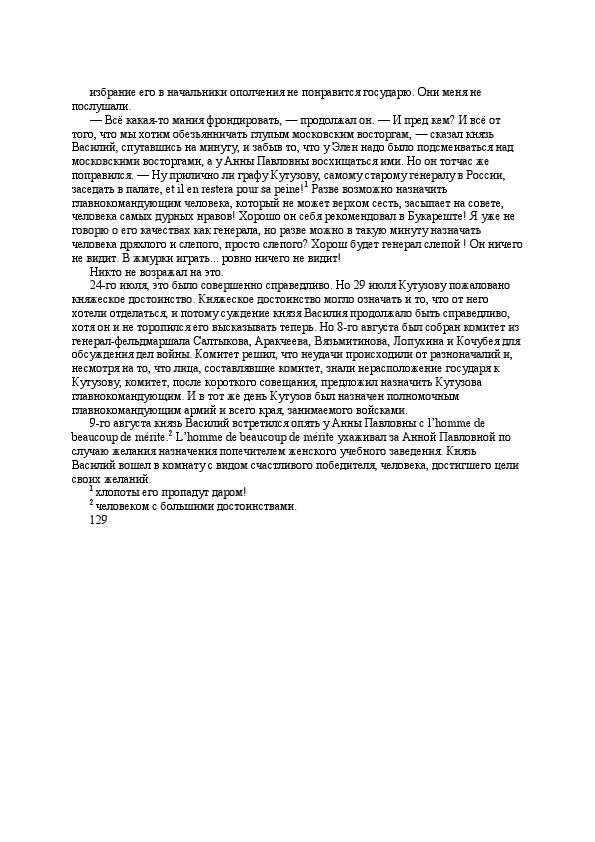 избрание его в начальники ополчения не понравится государю. Они меня не
послушали.
— Всё какая-то мания фрондировать, — продолжал он. — И пред кем? И всё от
того, что мы хотим обезьянничать глупым московским восторгам, — сказал князь
Василий, спутавшись на минуту, и забыв то, что у Элен надо было подсмеиваться над
московскими восторгами, а у Анны Павловны восхищаться ими. Но он тотчас же
поправился. — Ну прилично ли графу Кутузову, самому старому генералу в России,
заседать в палате, et il en restera pour sa peine!1 Разве возможно назначить
главнокомандующим человека, который не может верхом сесть, засыпает на совете,
человека самых дурных нравов! Хорошо он себя рекомендовал в Букареште! Я уже не
говорю о его качествах как генерала, но разве можно в такую минуту назначать
человека дряхлого и слепого, просто слепого? Хорош будет генерал слепой ! Он ничего
не видит. В жмурки играть... ровно ничего не видит!
Никто не возражал на это.
24-го июля, это было совершенно справедливо. Но 29 июля Кутузову пожаловано
княжеское достоинство. Княжеское достоинство могло означать и то, что от него
хотели отделаться, и потому суждение князя Василия продолжало быть справедливо,
хотя он и не торопился его высказывать теперь. Но 8-го августа был собран комитет из
генерал-фельдмаршала Салтыкова, Аракчеева, Вязьмитинова, Лопухина и Кочубея для
обсуждения дел войны. Комитет решил, что неудачи происходили от разноначалий и,
несмотря на то, что лица, составлявшие комитет, знали нерасположение государя к
Кутузову, комитет, после короткого совещания, предложил назначить Кутузова
главнокомандующим. И в тот же день Кутузов был назначен полномочным
главнокомандующим армий и всего края, занимаемого войсками.
9-го августа князь Василий встретился опять у Анны Павловны с l’homme de
beaucoup de mérite.2 L’homme de beaucoup de mérite ухаживал за Анной Павловной по
случаю желания назначения попечителем женского учебного заведения. Князь
Василий вошел в комнату с видом счастливого победителя, человека, достигшего цели
своих желаний.
1 хлопоты его пропадут даром!
2 человеком с большими достоинствами.
129